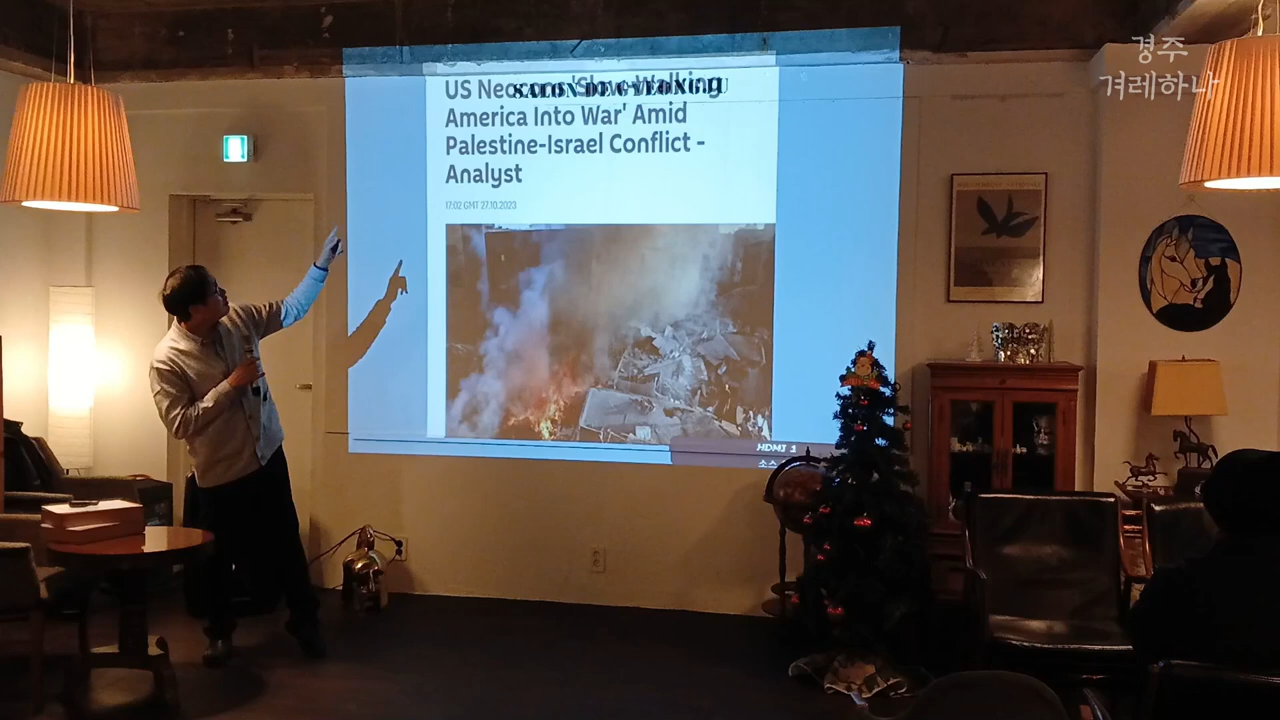 경주
겨레하나
SALON DE GYEONGJU
US Neocons 'Slow-Walking
America Into War' Amid
Palestine-Israel Conflict -
Analyst
17:02 GMT 27.10.2023
HDMI 1